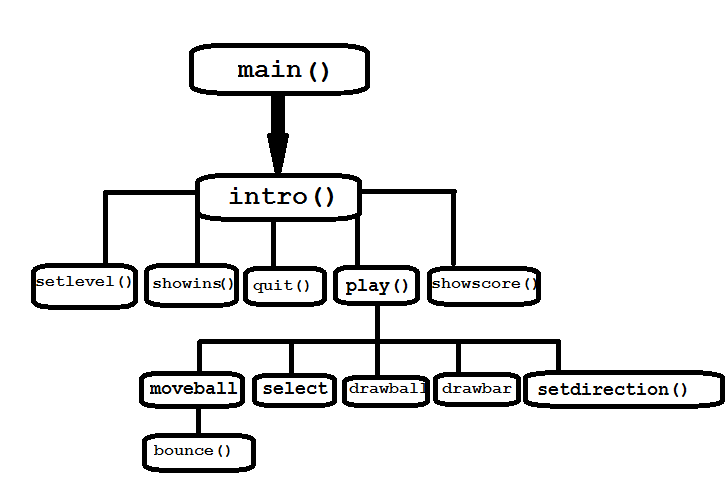 main()
intro()
setlevel()
showins()
quit()
play()
showscore()
moveball
select
drawball
drawbar
setdirection()
bounce()